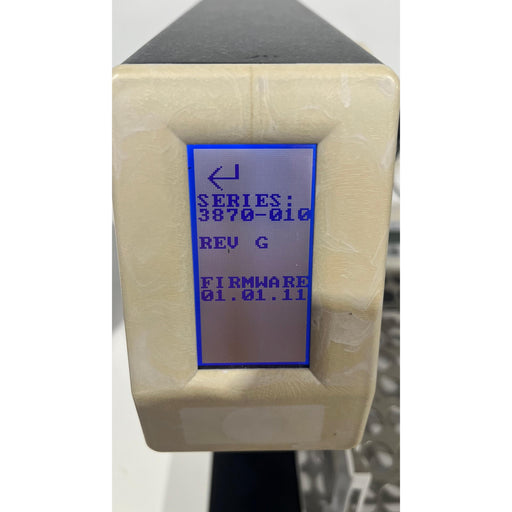 SERIES:
3870-010
REV G
FIRMWARE
01.01.11